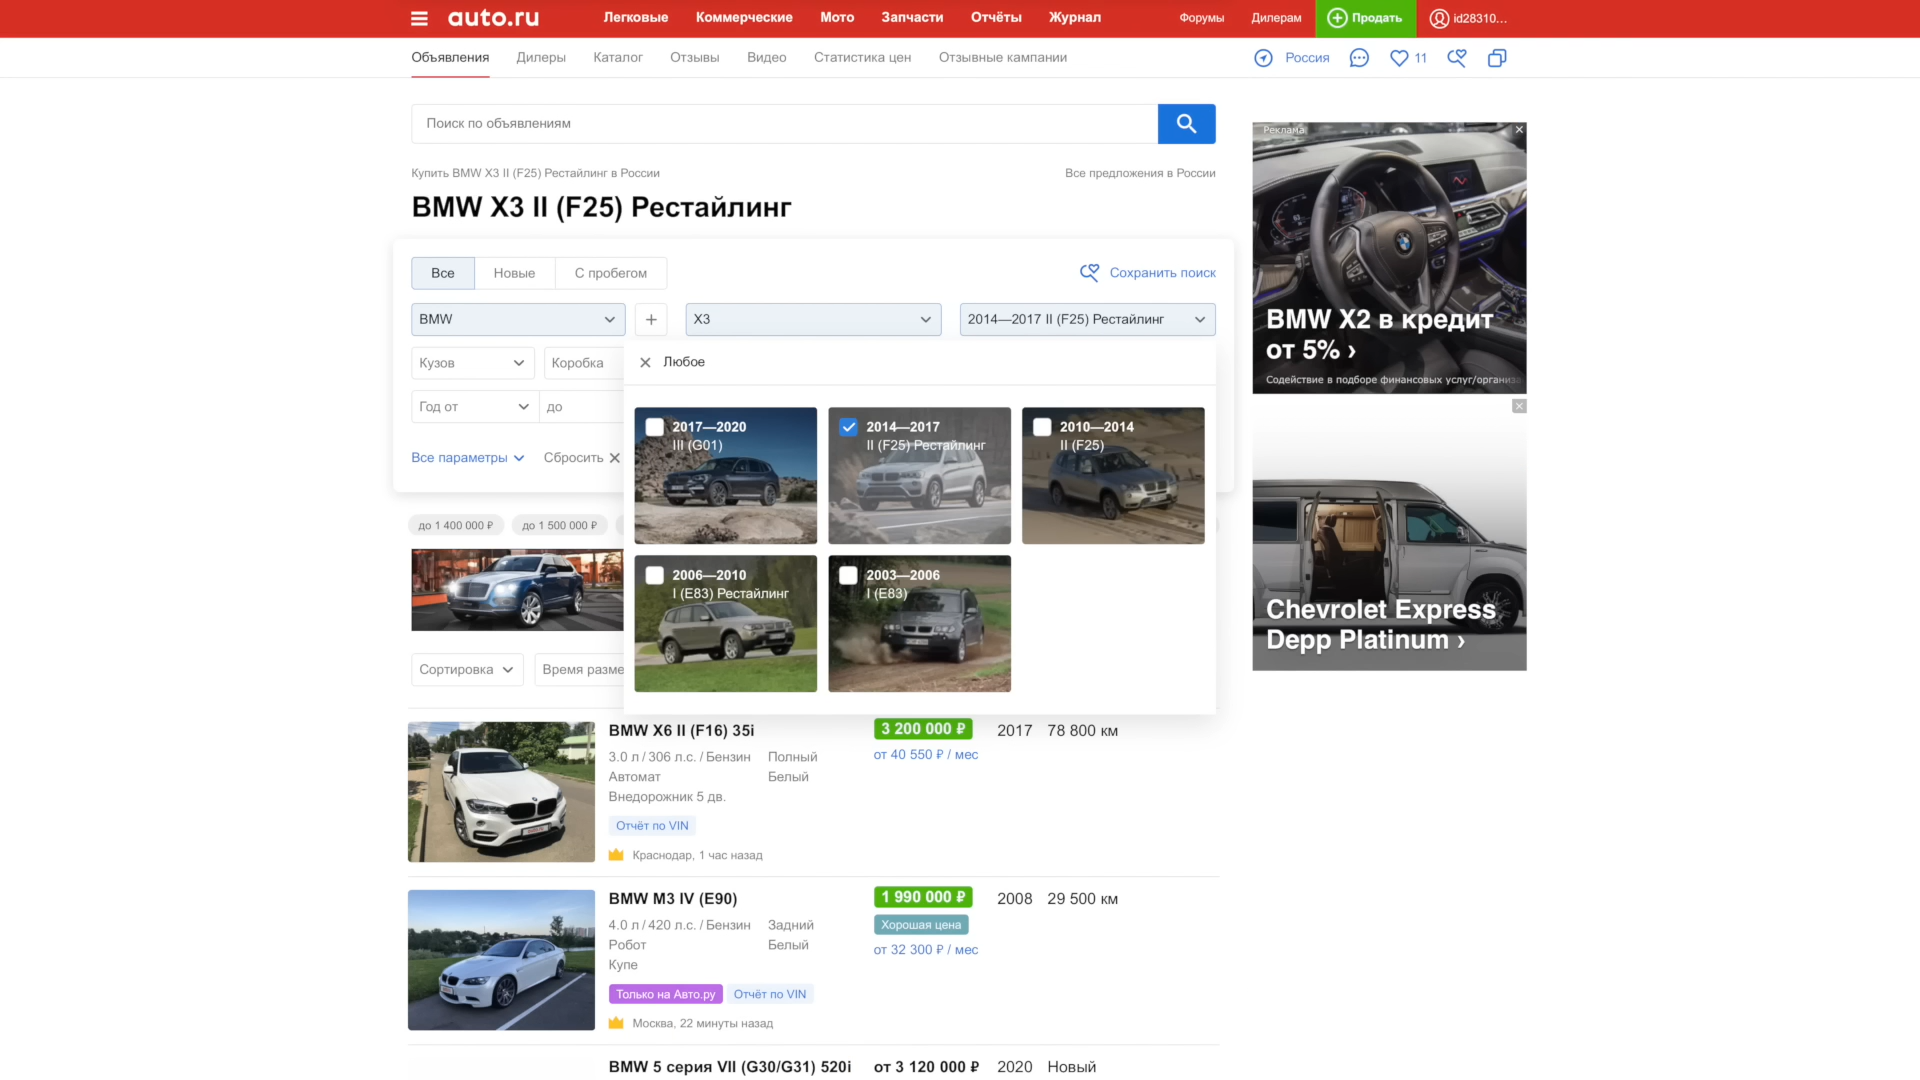 auto.ru Легковые Коммерческие Мото Запчасти Отчёты Журнал Форумы Дилерам Продать id28310...
Объявления Дилеры Каталог Отзывы Видео Статистика цен Отзывные кампании Россия 11
Поиск по объявлениям
Купить BMW X3 II (F25) Рестайлинг в России Все предложения в России
BMW X3 II (F25) Рестайлинг
Все Новые С пробегом Сохранить поиск
BMW X3 2014—2017 II (F25) Рестайлинг
Кузов Коробка
Любое
Год от до
2017—2020
III (G01)
2014—2017
II (F25) Рестайлинг
2010—2014
II (F25)
Все параметры Сбросить
до 1 400 000 ₽ до 1 500 000 ₽
2006—2010
I (E83) Рестайлинг
2003—2006
I (E83)
Сортировка Время разме
BMW X6 II (F16) 35i 3 200 000 ₽ 2017 78 800 км
от 40 550 ₽ / мес
3.0 л / 306 л.с. / Бензин Полный
Автомат Белый
Внедорожник 5 дв.
Отчёт по VIN
Краснодар, 1 час назад
BMW M3 IV (E90) 1 990 000 ₽ 2008 29 500 км
Хорошая цена
от 32 300 ₽ / мес
4.0 л / 420 л.с. / Бензин Задний
Робот Белый
Купе
Только на Авто.ру Отчёт по VIN
Москва, 22 минуты назад
BMW 5 серия VII (G30/G31) 520i от 3 120 000 ₽ 2020 Новый
Реклама
BMW X2 в кредит
от 5% ›
Содействие в подборе финансовых услуг/организа
Chevrolet Express
Depp Platinum ›